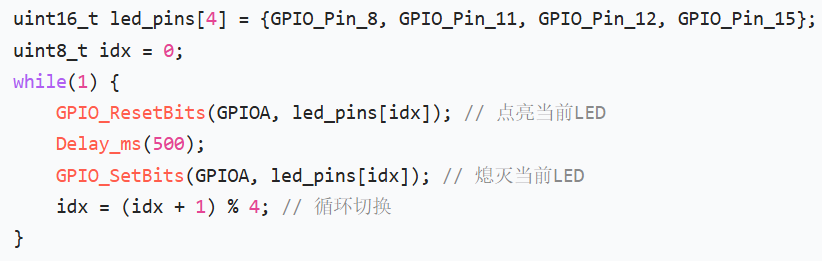 uint16_t led_pins[4] = {GPIO_Pin_8, GPIO_Pin_11, GPIO_Pin_12, GPIO_Pin_15};
uint8_t idx = 0;
while(1) {
    GPIO_ResetBits(GPIOA, led_pins[idx]); // 点亮当前LED
    Delay_ms(500);
    GPIO_SetBits(GPIOA, led_pins[idx]); // 熄灭当前LED
    idx = (idx + 1) % 4; // 循环切换
}